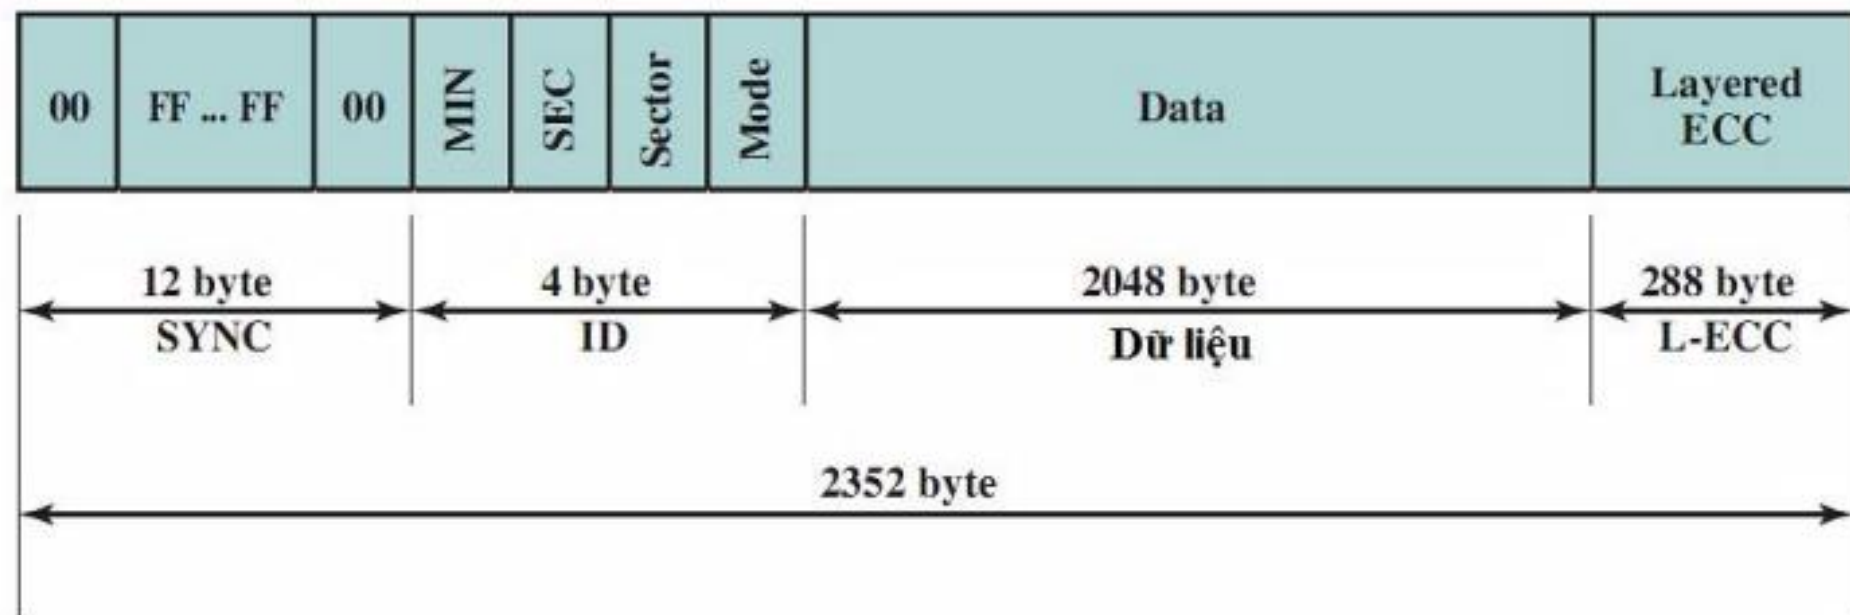 00 FF ... FF 00 MIN SEC Sector Mode Data Layered
ECC
12 byte 4 byte 2048 byte 288 byte
SYNC ID Dữ liệu L-ECC
2352 byte